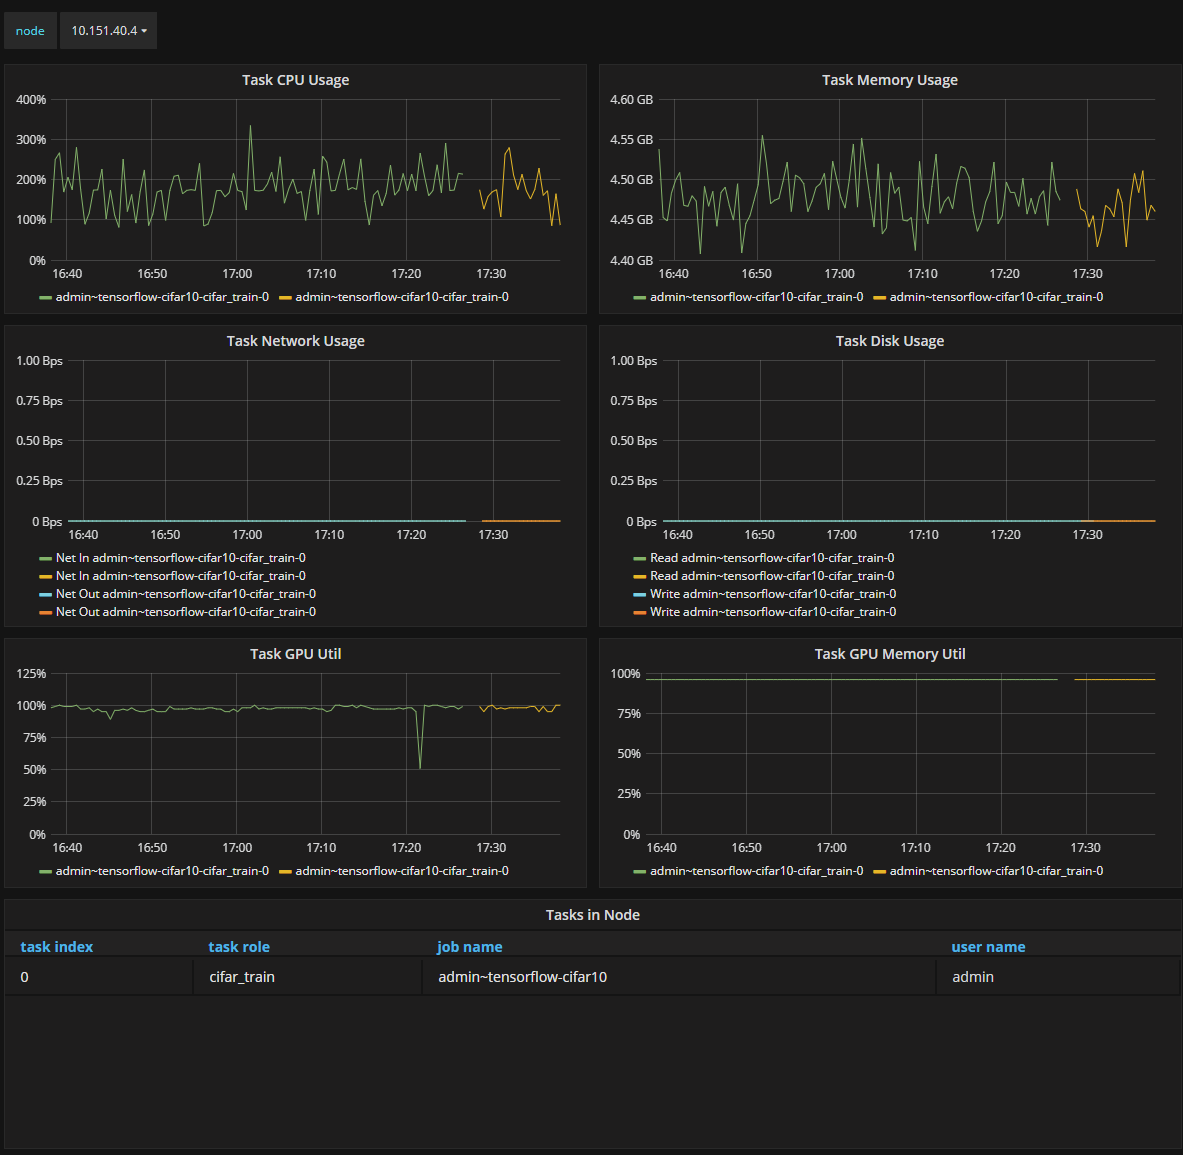 node 10.151.40.4
Task CPU Usage
400%
300%
200%
100%
0%
16:40 16:50 17:00 17:10 17:20 17:30
admin~tensorflow-cifar10-cifar_train-0 admin~tensorflow-cifar10-cifar_train-0
Task Memory Usage
4.60 GB
4.55 GB
4.50 GB
4.45 GB
4.40 GB
16:40 16:50 17:00 17:10 17:20 17:30
admin~tensorflow-cifar10-cifar_train-0 admin~tensorflow-cifar10-cifar_train-0
Task Network Usage
1.00 Bps
0.75 Bps
0.50 Bps
0.25 Bps
0 Bps
16:40 16:50 17:00 17:10 17:20 17:30
Net In admin~tensorflow-cifar10-cifar_train-0
Net In admin~tensorflow-cifar10-cifar_train-0
Net Out admin~tensorflow-cifar10-cifar_train-0
Net Out admin~tensorflow-cifar10-cifar_train-0
Task Disk Usage
1.00 Bps
0.75 Bps
0.50 Bps
0.25 Bps
0 Bps
16:40 16:50 17:00 17:10 17:20 17:30
Read admin~tensorflow-cifar10-cifar_train-0
Read admin~tensorflow-cifar10-cifar_train-0
Write admin~tensorflow-cifar10-cifar_train-0
Write admin~tensorflow-cifar10-cifar_train-0
Task GPU Util
125%
100%
75%
50%
25%
0%
16:40 16:50 17:00 17:10 17:20 17:30
admin~tensorflow-cifar10-cifar_train-0 admin~tensorflow-cifar10-cifar_train-0
Task GPU Memory Util
100%
75%
50%
25%
0%
16:40 16:50 17:00 17:10 17:20 17:30
admin~tensorflow-cifar10-cifar_train-0 admin~tensorflow-cifar10-cifar_train-0
Tasks in Node
task index task role job name user name
0 cifar_train admin~tensorflow-cifar10 admin